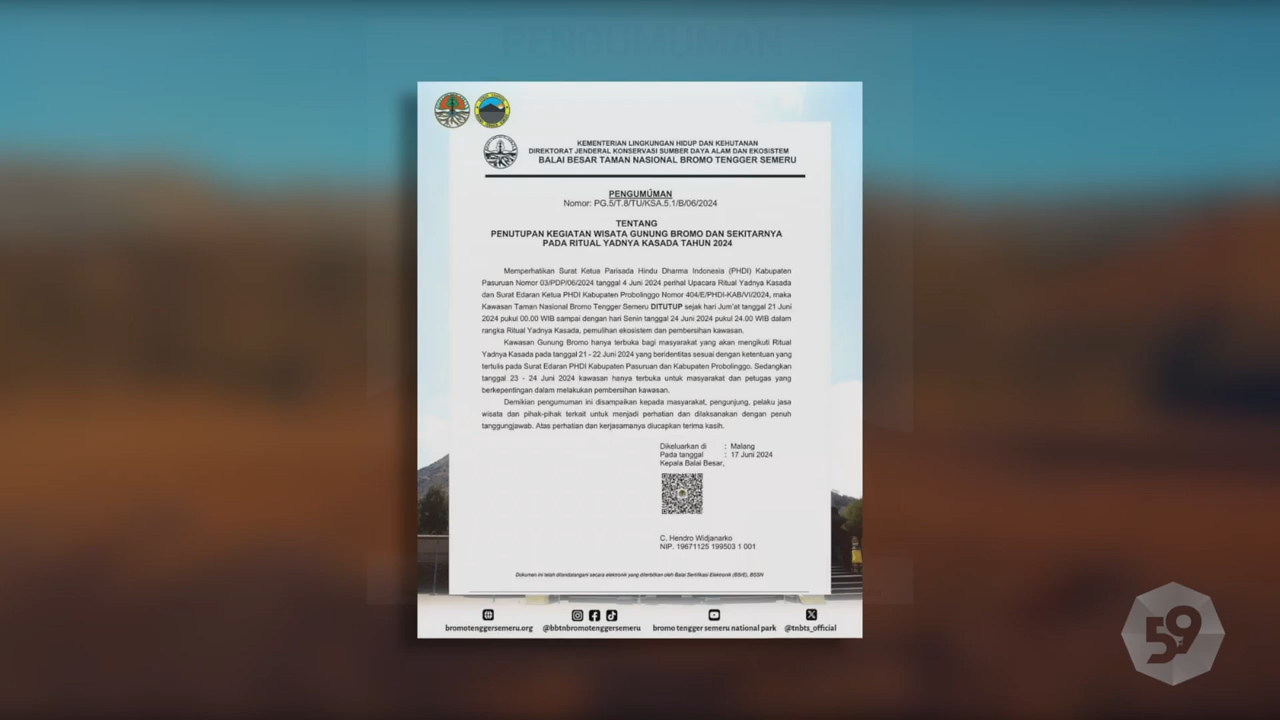 PENGUMUMAN
KEMENTERIAN LINGKUNGAN HIDUP DAN KEHUTANAN
DIREKTORAT JENDERAL KONSERVASI SUMBER DAYA ALAM DAN EKOSISTEM
BALAI BESAR TAMAN NASIONAL BROMO TENGGER SEMERU
PENGUMUMAN
Nomor: PG.5/T.8/TU/KSA.5.1/B/06/2024
TENTANG
PENUTUPAN KEGIATAN WISATA GUNUNG BROMO DAN SEKITARNYA
PADA RITUAL YADNYA KASADA TAHUN 2024
Memperhatikan Surat Ketua Parisada Hindu Dharma Indonesia (PHDI) Kabupaten
Pasuruan Nomor 03/PDP/06/2024 tanggal 4 Juni 2024 perihal Upacara Ritual Yadnya Kasada
dan Surat Edaran Ketua PHDI Kabupaten Probolinggo Nomor 404/E/PHDI-KAB/VI/2024, maka
Kawasan Taman Nasional Bromo Tengger Semeru DITUTUP sejak hari Jum'at tanggal 21 Juni
2024 pukul 00.00 WIB sampai dengan hari Senin tanggal 24 Juni 2024 pukul 24.00 WIB dalam
rangka Ritual Yadnya Kasada, pemulihan ekosistem dan pembersihan kawasan.
Kawasan Gunung Bromo hanya terbuka bagi masyarakat yang akan mengikuti Ritual
Yadnya Kasada pada tanggal 21 - 22 Juni 2024 yang beridentitas sesuai dengan ketentuan yang
tertulis pada Surat Edaran PHDI Kabupaten Pasuruan dan Kabupaten Probolinggo. Sedangkan
tanggal 23 - 24 Juni 2024 kawasan hanya terbuka untuk masyarakat dan petugas yang
berkepentingan dalam melakukan pembersihan kawasan.
Demikian pengumuman ini disampaikan kepada masyarakat, pengunjung, pelaku jasa
wisata dan pihak-pihak terkait untuk menjadi perhatian dan dilaksanakan dengan penuh
tanggungjawab. Atas perhatian dan kerjasamanya diucapkan terima kasih.
Dikeluarkan di : Malang
Pada tanggal : 17 Juni 2024
Kepala Balai Besar,
C. Hendro Widjanarko
NIP. 19671125 199503 1 001
Dokumen ini telah ditandatangani secara elektronik yang diterbitkan oleh Balai Sertifikasi Elektronik (BSrE), BSSN
bromotenggersemeru.org @bbtnbromotenggersemeru bromo tengger semeru national park @tnbts_official
59